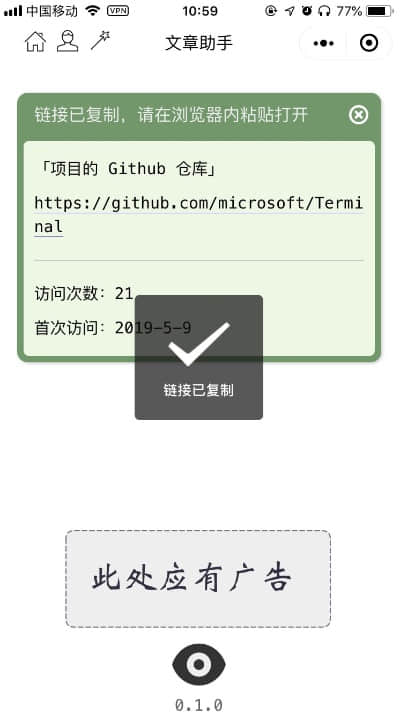 中国移动 VPN 10:59 77%
文章助手
链接已复制，请在浏览器内粘贴打开
「项目的 Github 仓库」
https://github.com/microsoft/Termi
nal
访问次数：21
首次访问：2019-5-9
链接已复制
此处应有广告
0.1.0